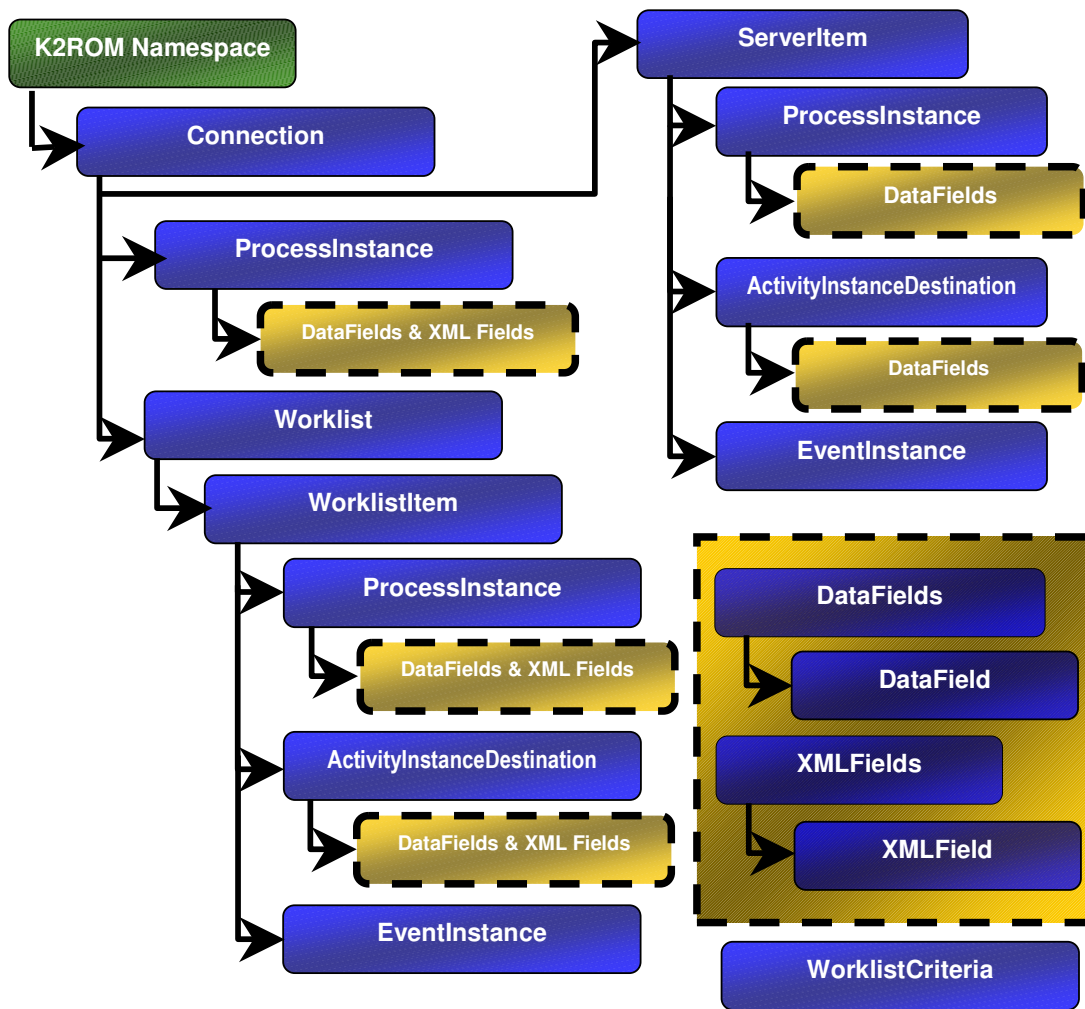 K2ROM Namespace
Connection
ProcessInstance
DataFields & XML Fields
Worklist
WorklistItem
ProcessInstance
DataFields & XML Fields
ActivityInstanceDestination
DataFields & XML Fields
EventInstance
ServerItem
ProcessInstance
DataFields
ActivityInstanceDestination
DataFields
EventInstance
DataFields
DataField
XMLFields
XMLField
WorklistCriteria